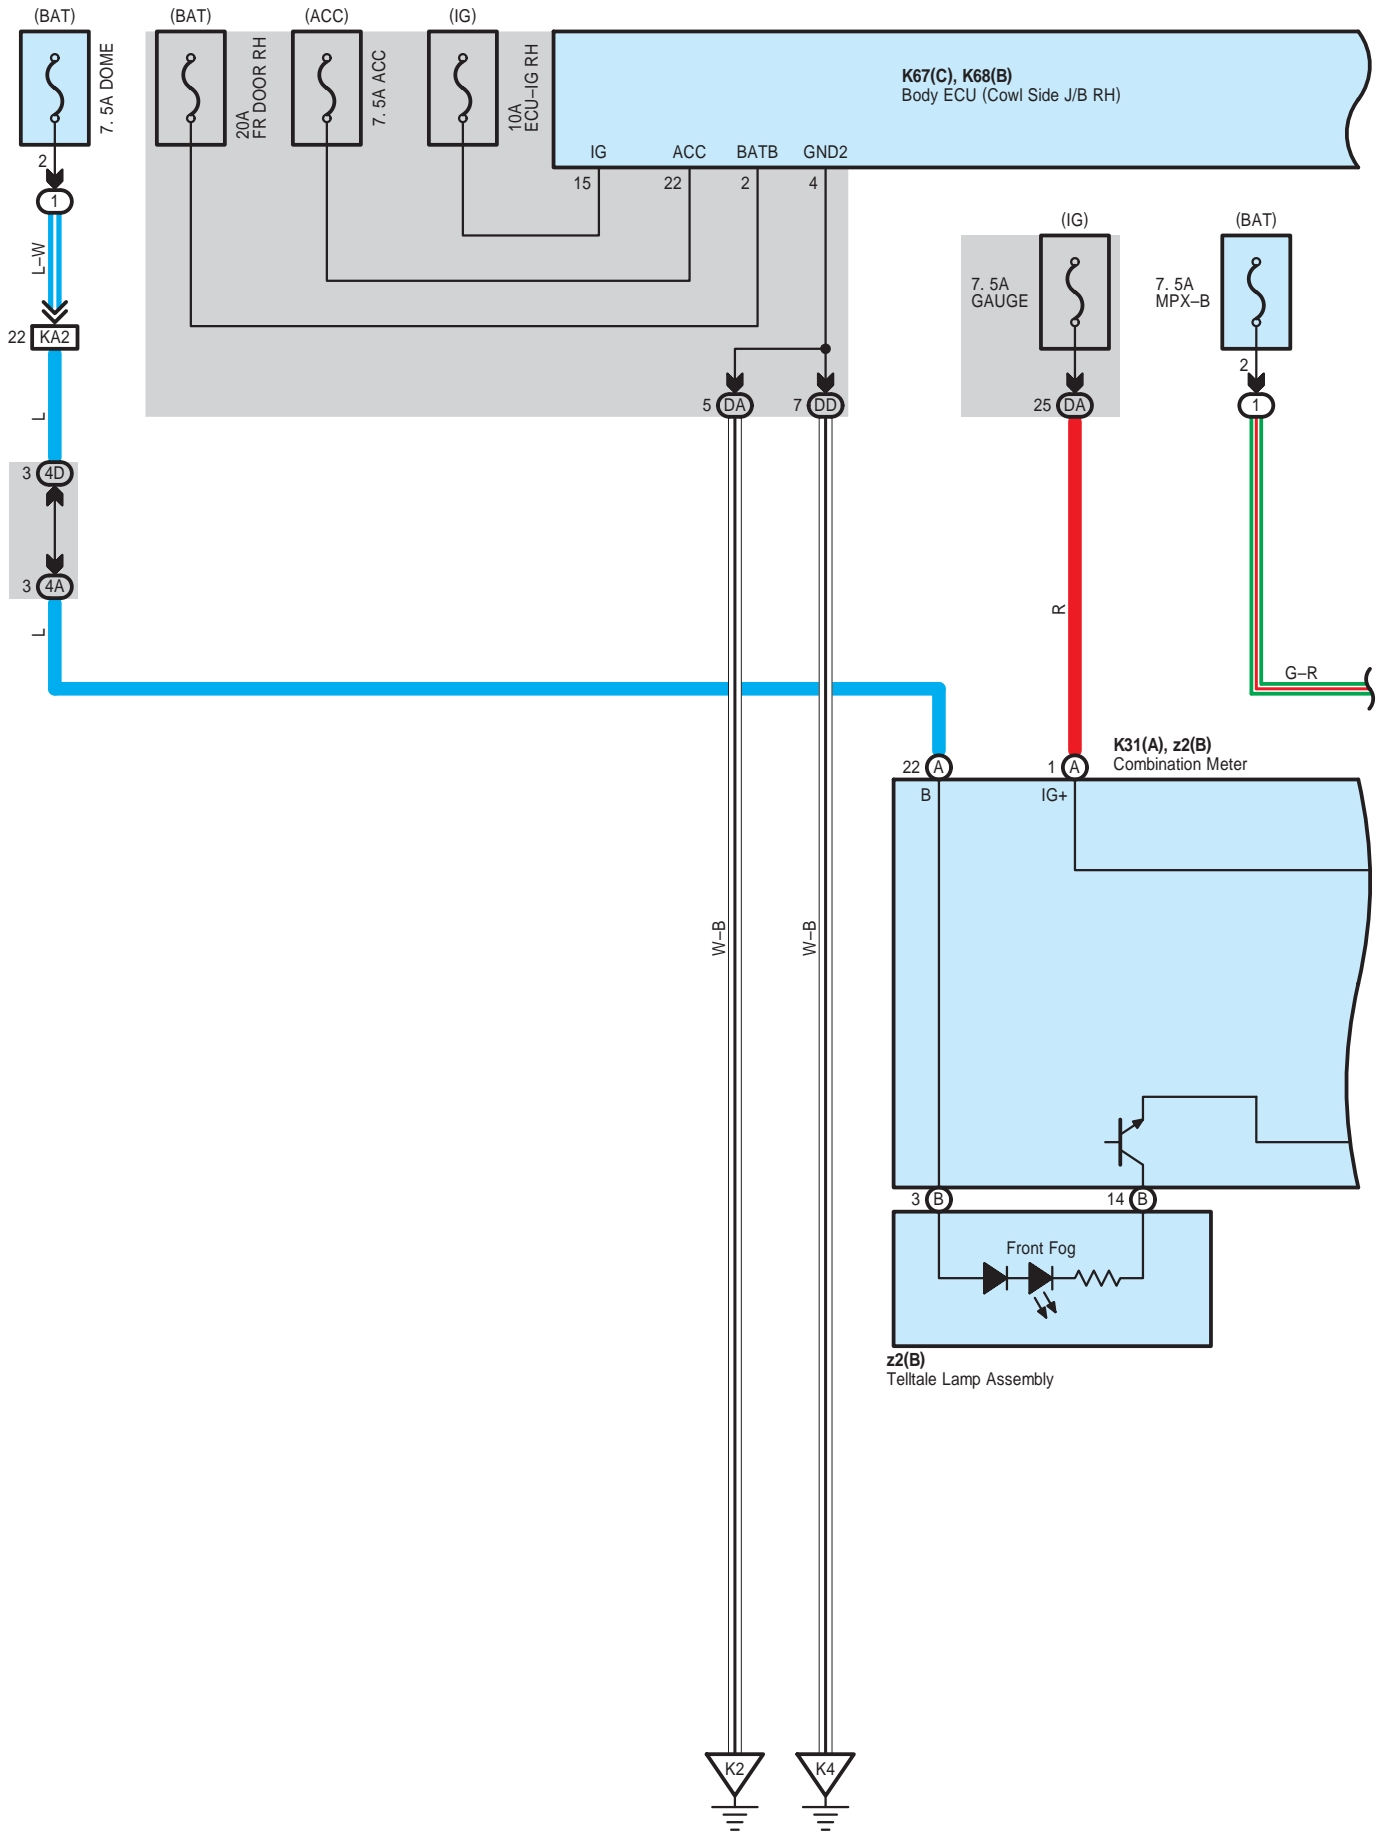 (BAT)
(BAT)
(ACC)
(IG)
7. 5A DOME
20A
FR DOOR RH
7. 5A ACC
10A
ECU–IG RH
K67(C), K68(B)
Body ECU (Cowl Side J/B RH)
IG
ACC
BATB
GND2
15
22
2
4
2
1
L–W
22
KA2
L
3
4D
3
4A
L
5
DA
7
DD
(IG)
7. 5A
GAUGE
25
DA
R
(BAT)
7. 5A
MPX–B
2
1
G–R
K31(A), z2(B)
Combination Meter
22
A
1
A
B
IG+
W–B
W–B
3
B
14
B
Front Fog
z2(B)
Telltale Lamp Assembly
K2
K4